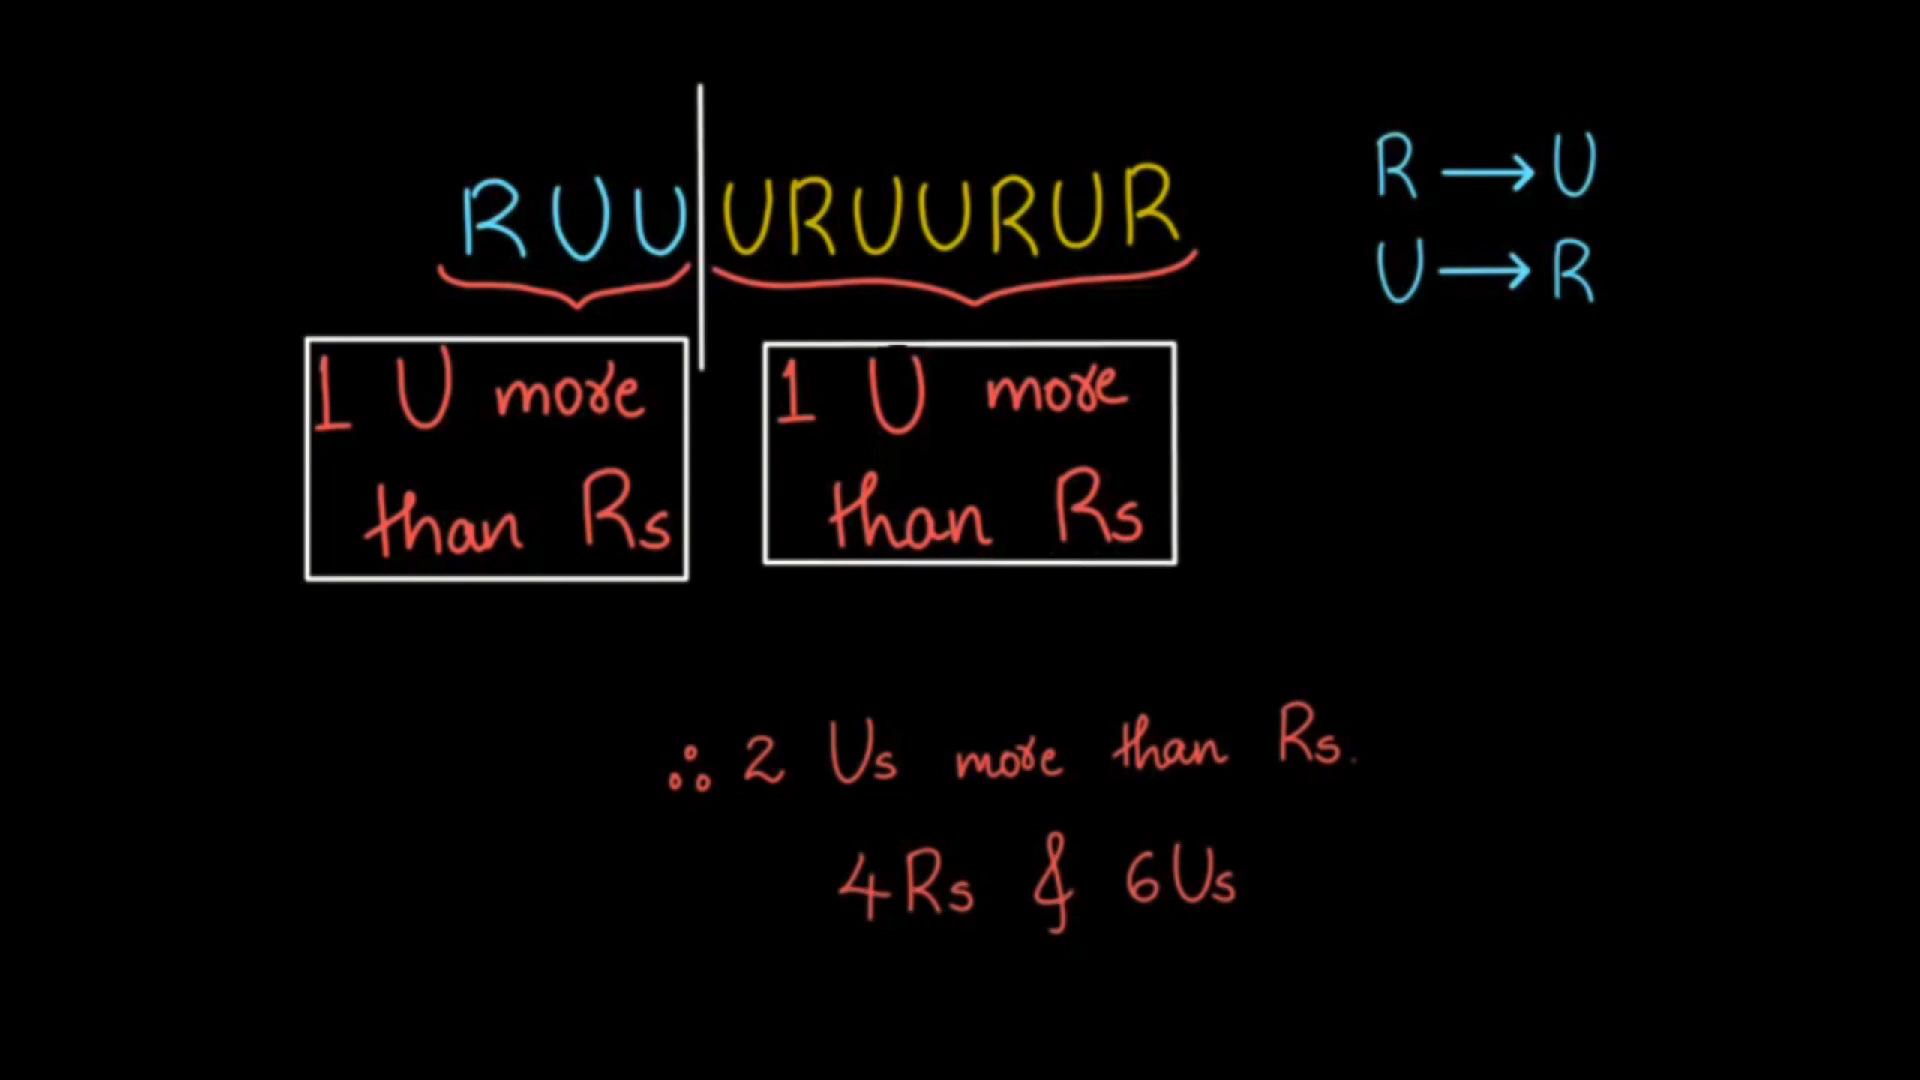 RUU URUURUR
R → U
U → R
1 U more
than Rs
1 U more
than Rs
∴ 2 Us more than Rs.
4 Rs & 6 Us